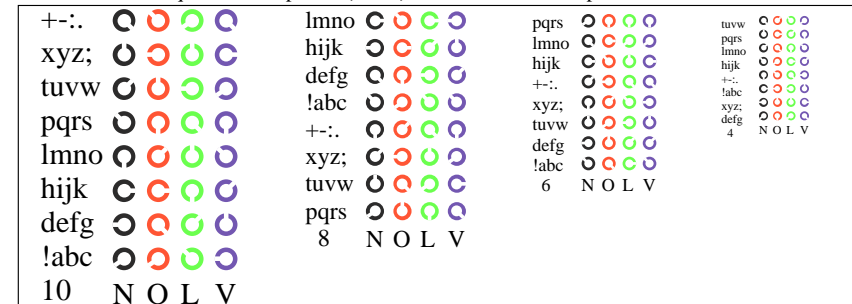 +-:.
xyz;
tuvw
pqrs
lmno
hijk
defg
!abc
10 N O L V
lmno
hijk
defg
!abc
+-:.
xyz;
tuvw
pqrs
8 N O L V
pqrs
lmno
hijk
+-:.
xyz;
tuvw
defg
!abc
6 N O L V
tuvw
pqrs
lmno
hijk
+-:.
!abc
xyz;
defg
4 N O L V